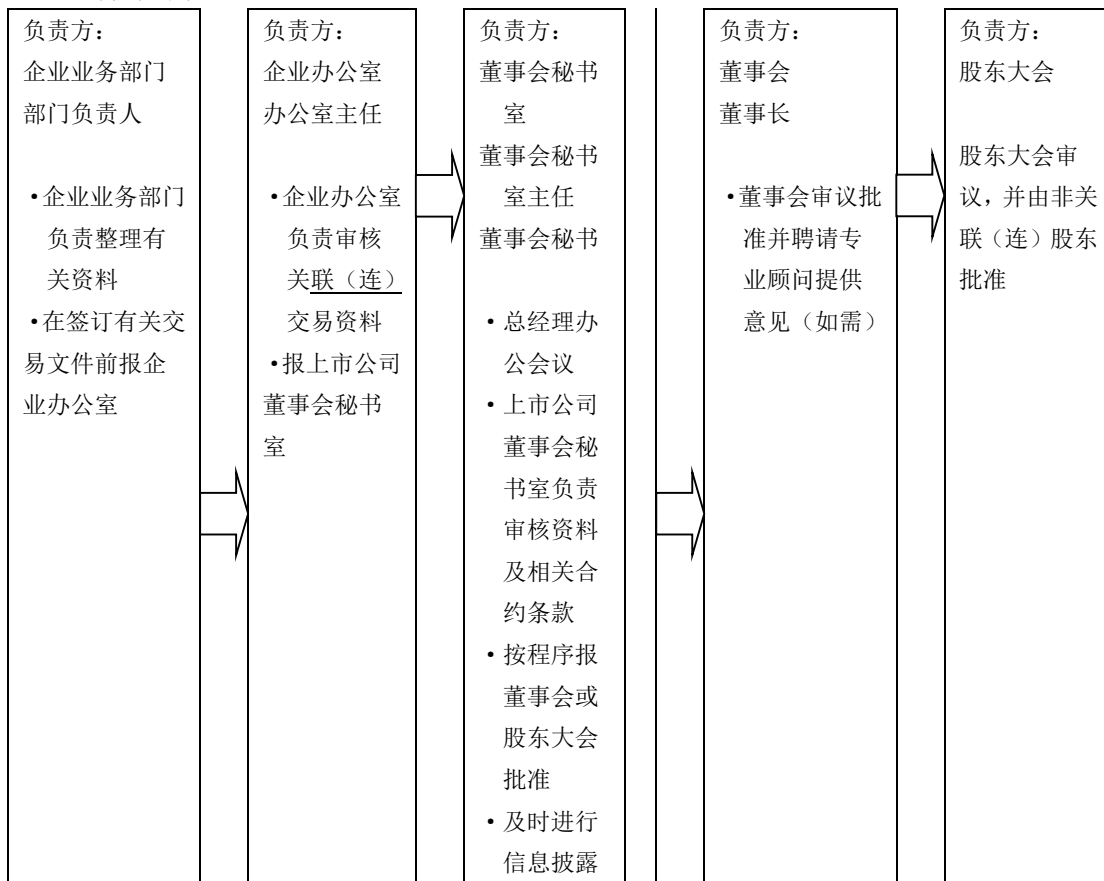 负责方：
企业业务部门
部门负责人
·企业业务部门
负责整理有
关资料
·在签订有关交
易文件前报企
业办公室
负责方：
企业办公室
办公室主任
·企业办公室
负责审核
关联（连）
交易资料
·报上市公司
董事会秘书
室
负责方：
董事会秘书
室
董事会秘书
室主任
董事会秘书
·总经理办
公会议
·上市公司
董事会秘
书室负责
审核资料
及相关合
约条款
·按程序报
董事会或
股东大会
批准
·及时进行
信息披露
负责方：
董事会
董事长
·董事会审议批
准并聘请专
业顾问提供
意见（如需）
负责方：
股东大会
股东大会审
议，并由非关
联（连）股东
批准